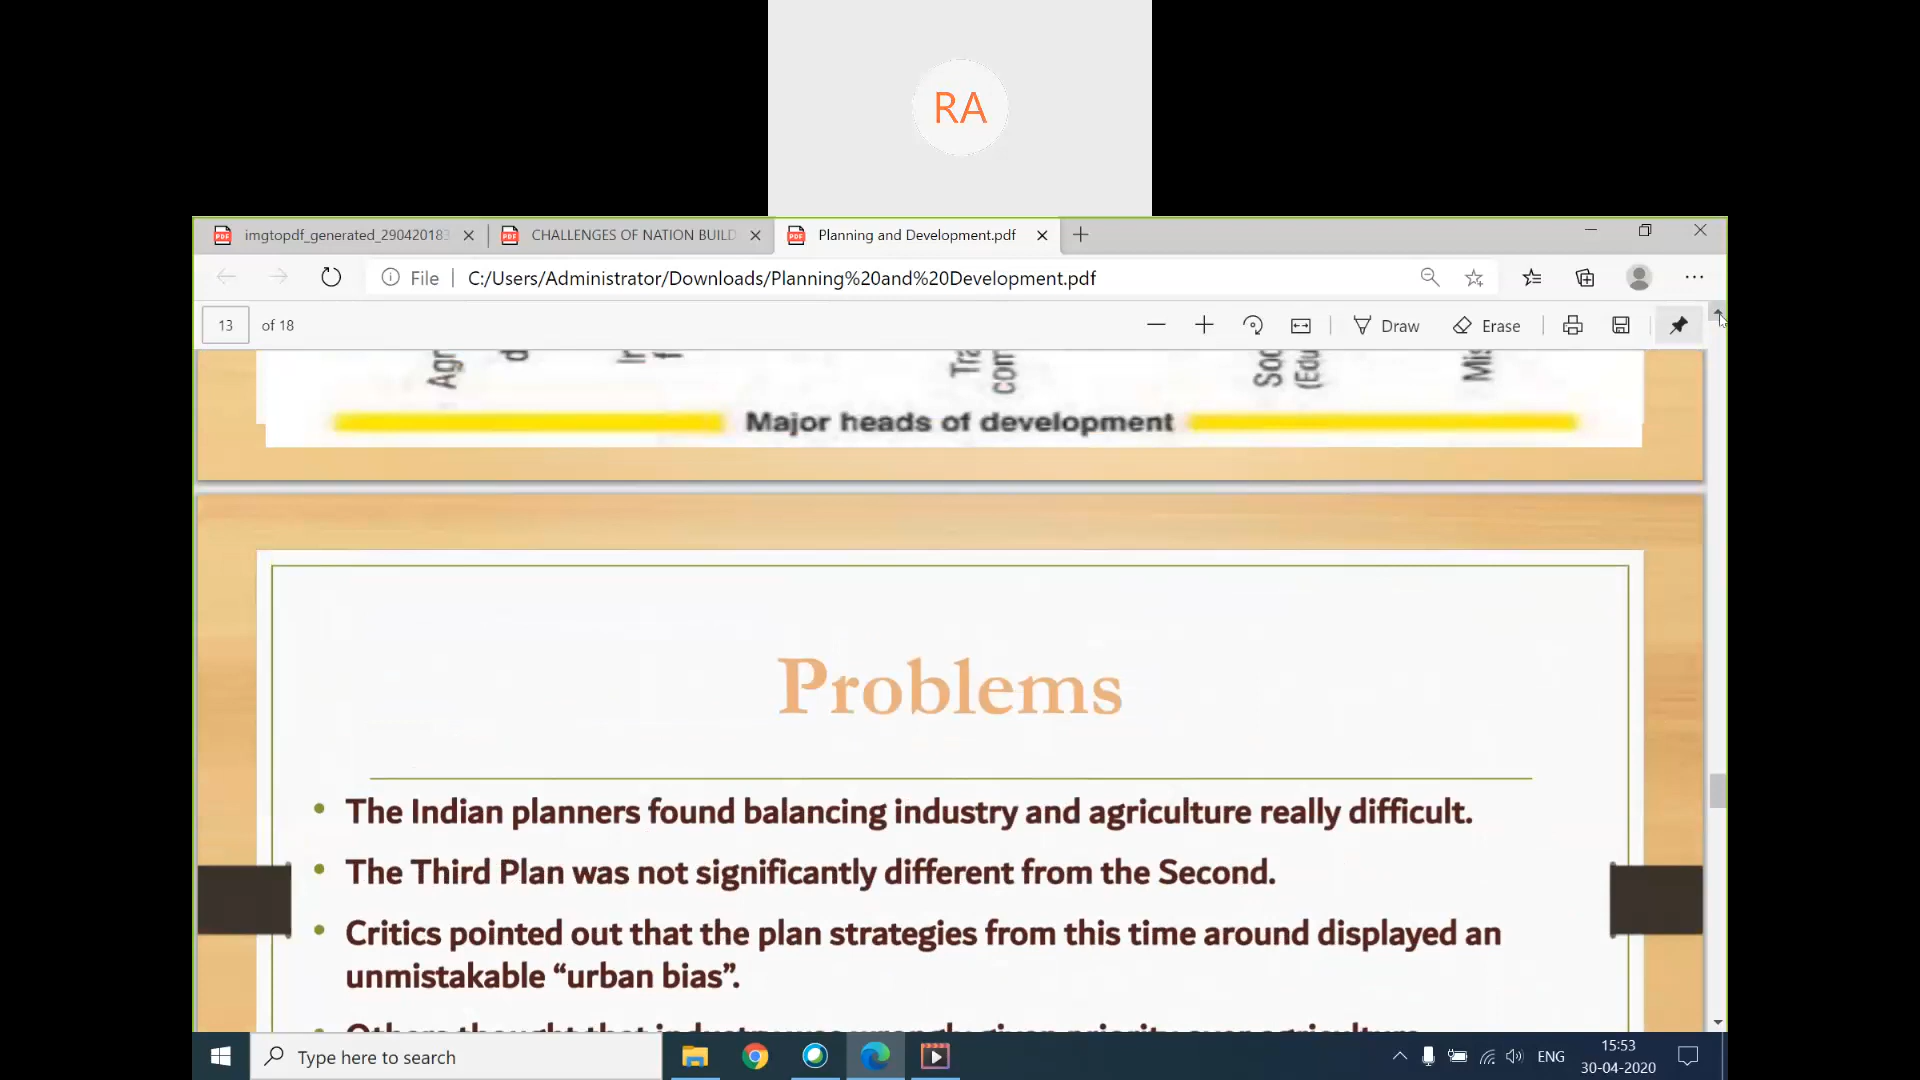 RA
imgtopdf_generated_290420183
CHALLENGES OF NATION BUILD
Planning and Development.pdf
File
C:/Users/Administrator/Downloads/Planning%20and%20Development.pdf
13 of 18
Draw
Erase
Major heads of development
Problems
• The Indian planners found balancing industry and agriculture really difficult.
• The Third Plan was not significantly different from the Second.
• Critics pointed out that the plan strategies from this time around displayed an
unmistakable “urban bias”.
Type here to search
ENG
15:53
30-04-2020